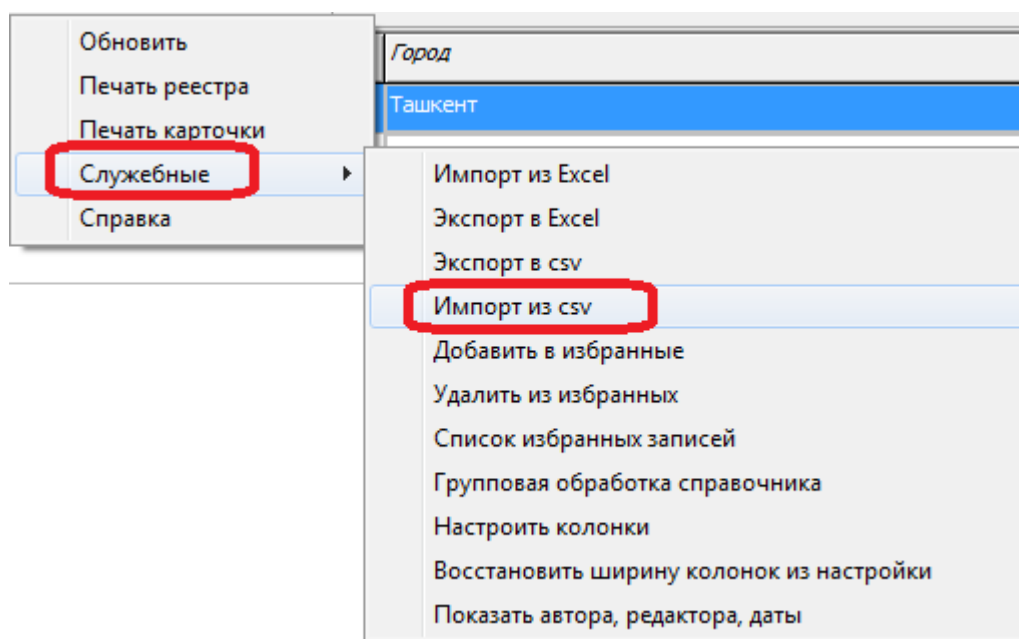 Обновить
Печать реестра
Печать карточки
Служебные
Справка
Город
Ташкент
Импорт из Excel
Экспорт в Excel
Экспорт в csv
Импорт из csv
Добавить в избранные
Удалить из избранных
Список избранных записей
Групповая обработка справочника
Настроить колонки
Восстановить ширину колонок из настройки
Показать автора, редактора, даты